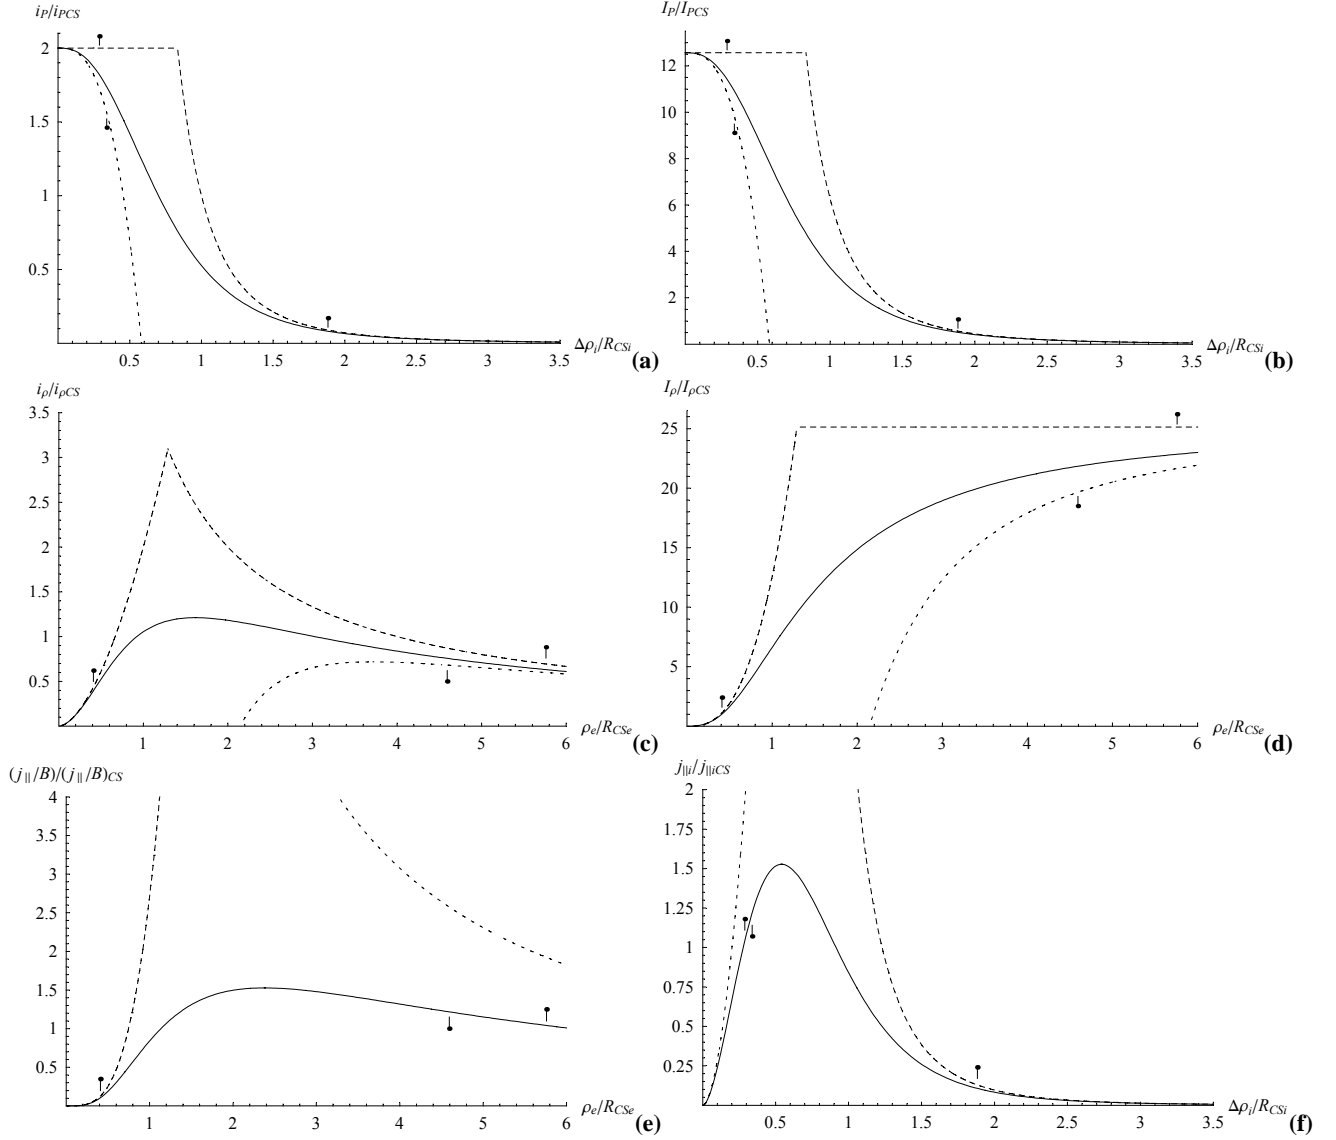 i_P/i_PCS
2
1.5
1
0.5
0.5 1 1.5 2 2.5 3 3.5
Δρ_i/R_CSi
(a)
I_P/I_PCS
12
10
8
6
4
2
0.5 1 1.5 2 2.5 3 3.5
Δρ_i/R_CSi
(b)
i_ρ/i_ρCS
3.5
3
2.5
2
1.5
1
0.5
1 2 3 4 5 6
ρ_e/R_CSe
(c)
I_ρ/I_ρCS
25
20
15
10
5
1 2 3 4 5 6
ρ_e/R_CSe
(d)
(j_∥/B)/(j_∥/B)_CS
4
3.5
3
2.5
2
1.5
1
0.5
1 2 3 4 5 6
ρ_e/R_CSe
(e)
j_∥i/j_∥iCS
2
1.75
1.5
1.25
1
0.75
0.5
0.25
0.5 1 1.5 2 2.5 3 3.5
Δρ_i/R_CSi
(f)